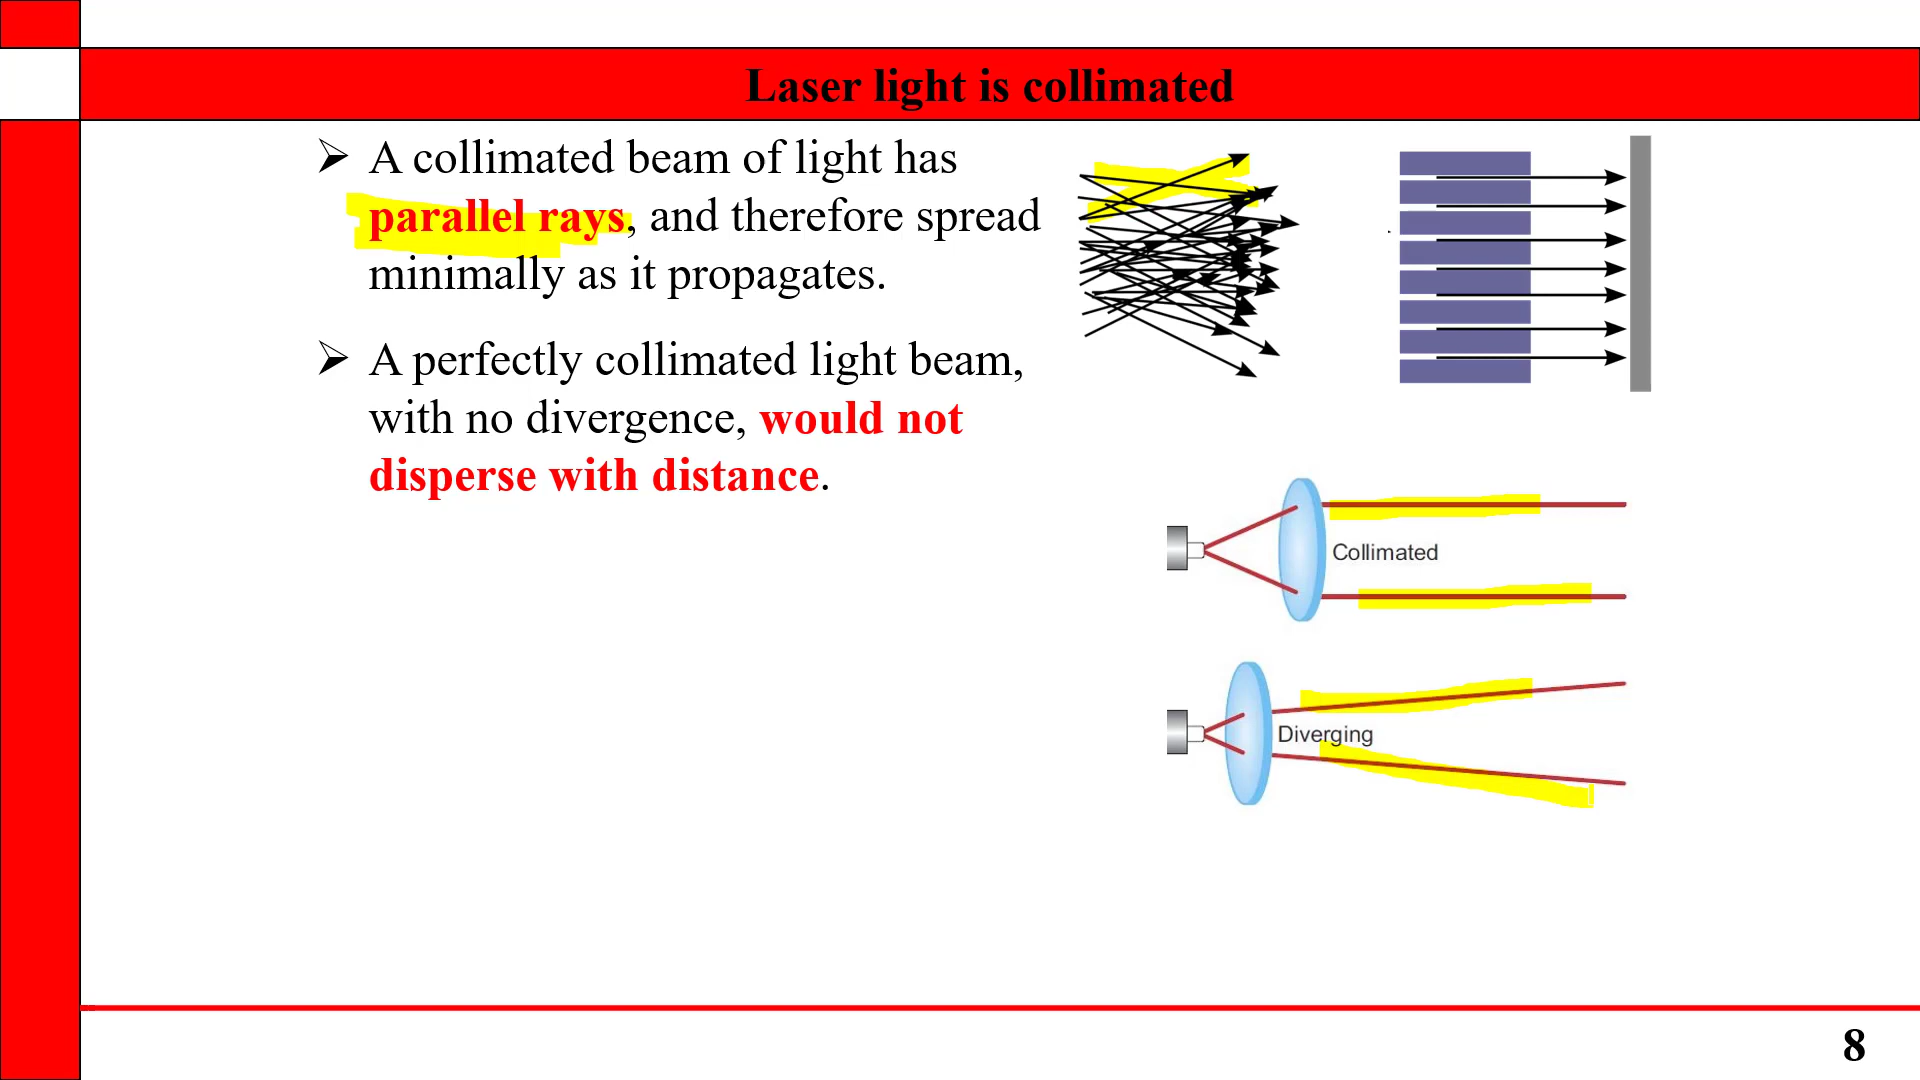 Laser light is collimated
➢ A collimated beam of light has
parallel rays, and therefore spread
minimally as it propagates.
➢ A perfectly collimated light beam,
with no divergence, would not
disperse with distance.
Collimated
Diverging
8